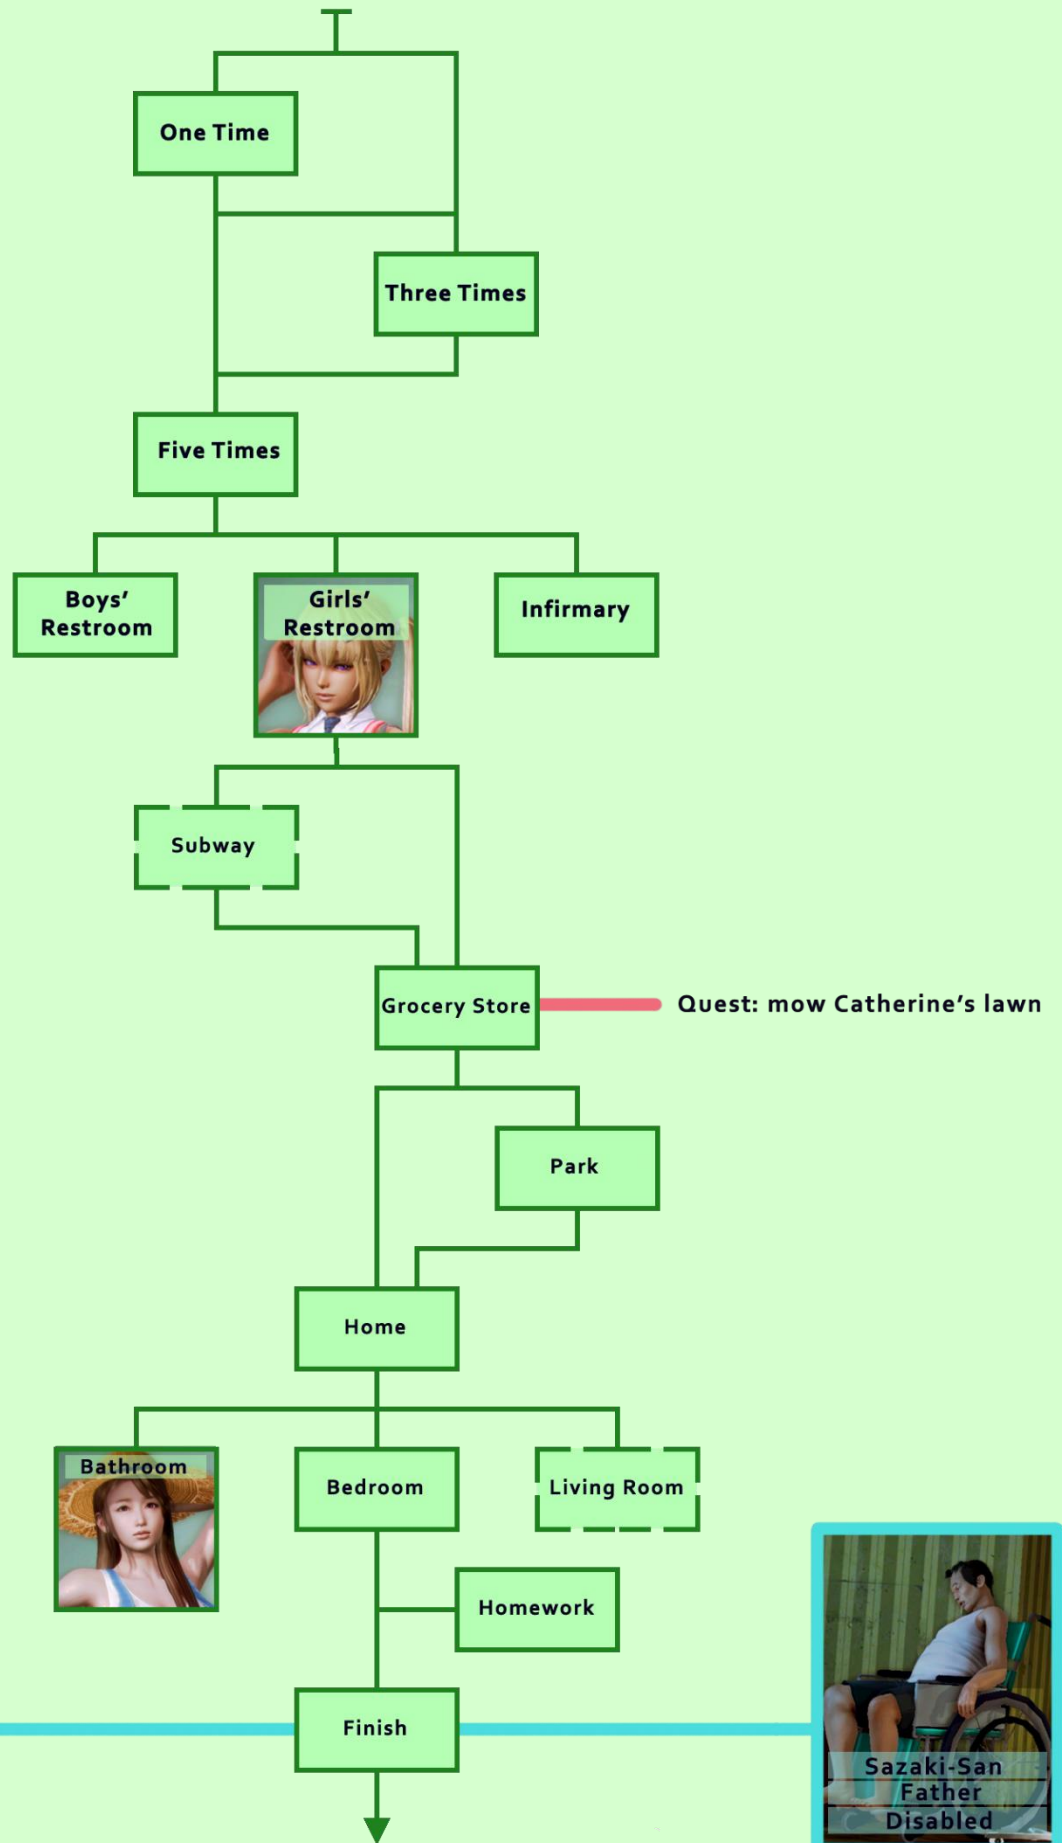 One Time
Three Times
Five Times
Boys’
Restroom
Girls’
Restroom
Infirmary
Subway
Grocery Store
Quest: mow Catherine’s lawn
Park
Home
Bathroom
Bedroom
Living Room
Homework
Finish
Sazaki-San
Father
Disabled